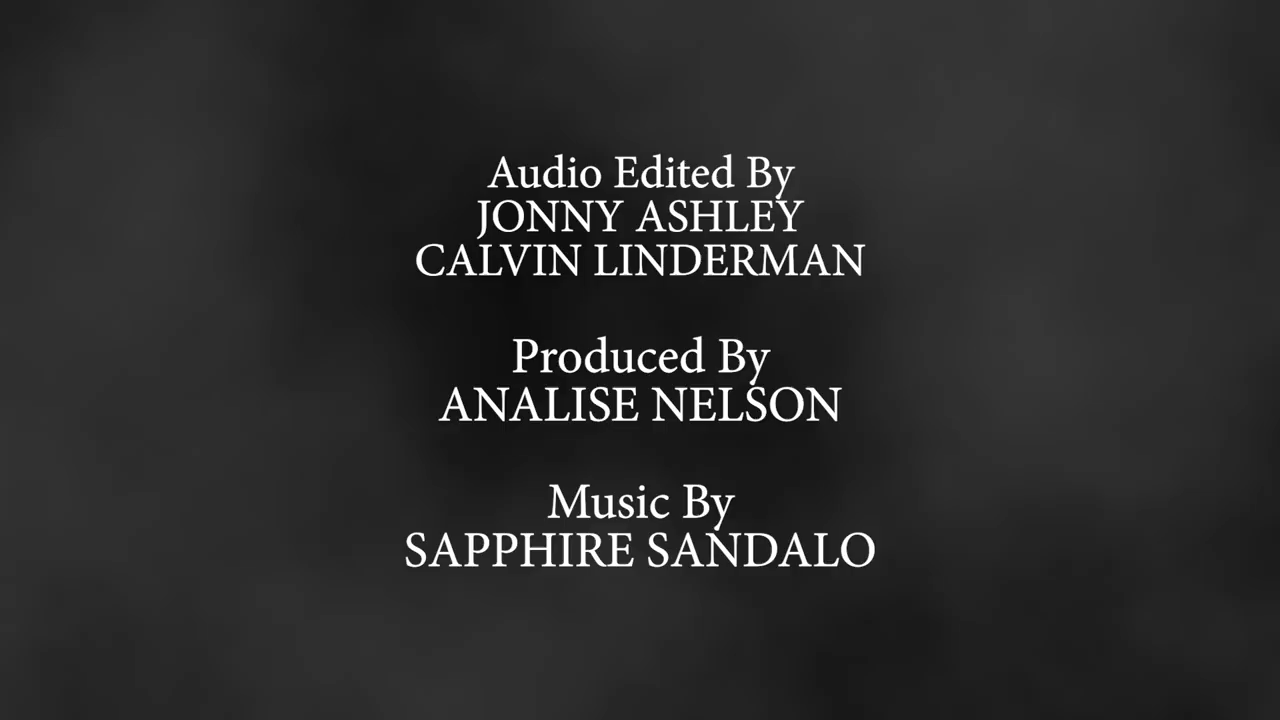 Audio Edited By
JONNY ASHLEY
CALVIN LINDERMAN
Produced By
ANALISE NELSON
Music By
SAPPHIRE SANDALO